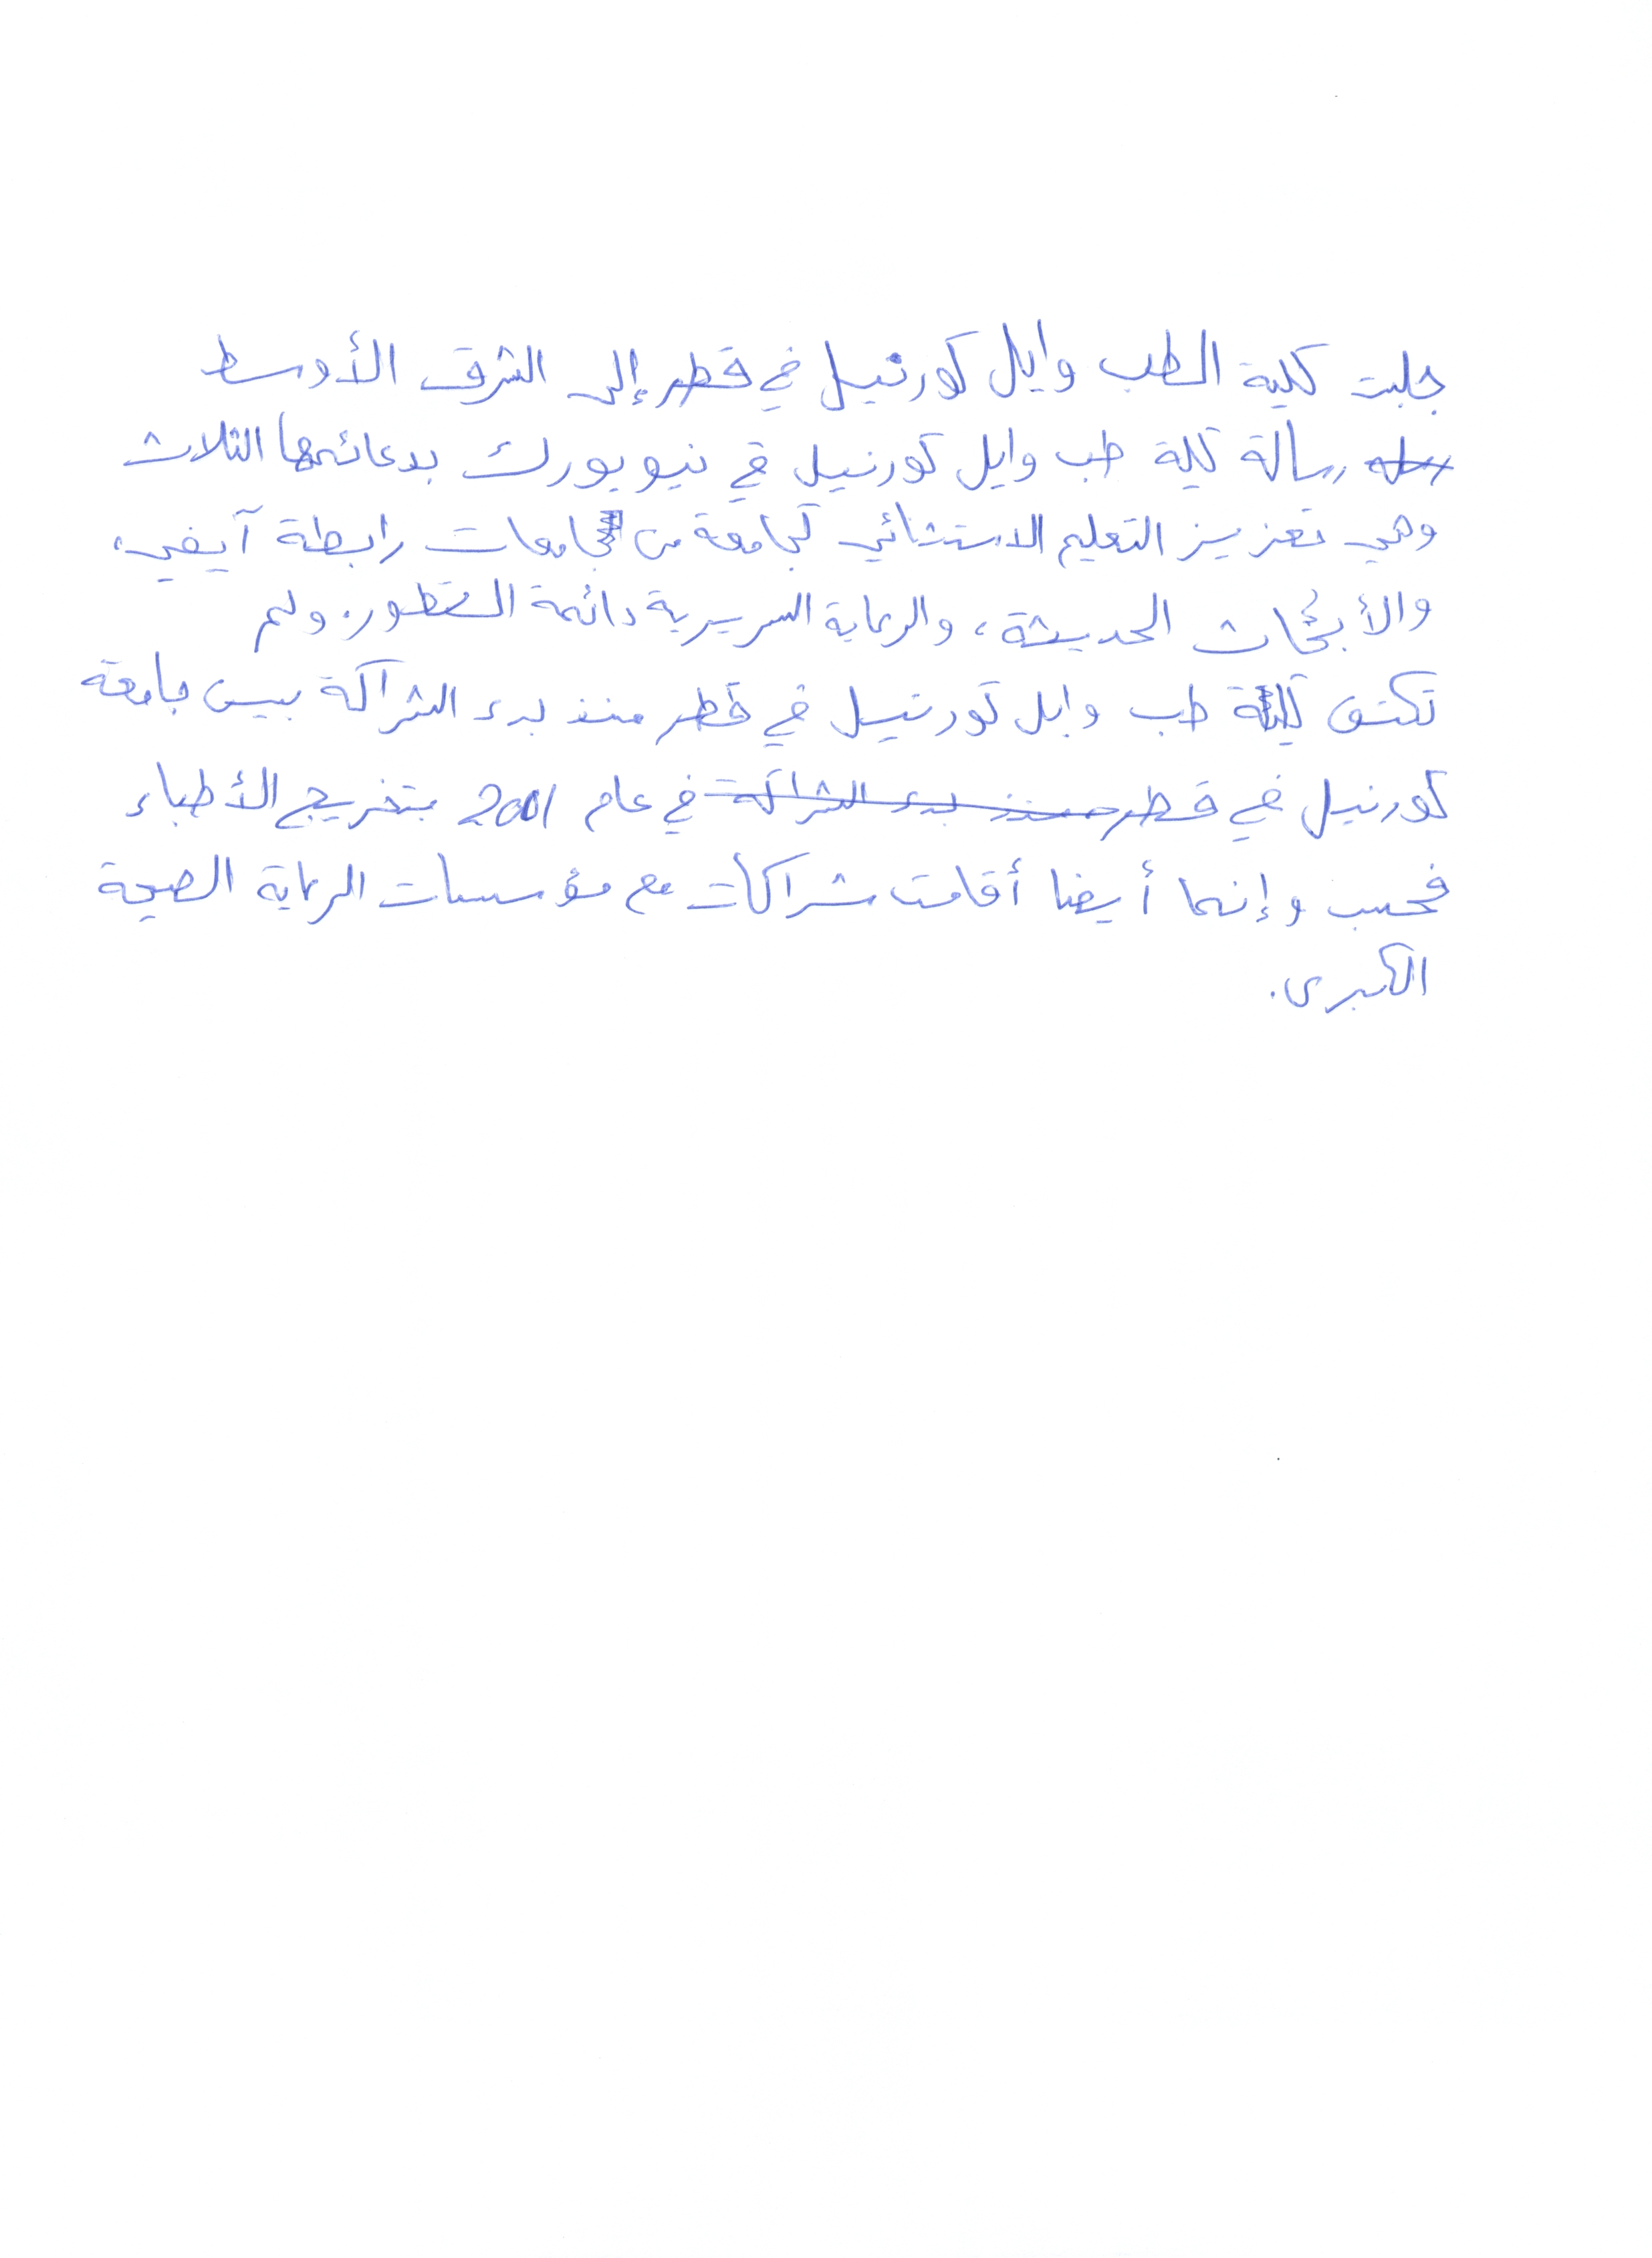 جلبت كلية الطب وايل كورنيل في قطر إلى الشرق الأوسط
رسالة كلية طب وايل كورنيل في نيويورك بدعائمها الثلاث
وهي تعزيز التعليم الاستثنائي كجامعة من جامعات رابطة آيفي،
والأبحاث الحديثة، والرعاية السريرية دائمة التطور. ولم
تكتف كلية طب وايل كورنيل في قطر منذ بدء الشراكة بين جامعة
كورنيل في قطر منذ بدء الشراكة في عام 2001 بتخريج الأطباء
فحسب وإنما أيضا أقامت شراكات مع مؤسسات الرعاية الصحية
الكبرى.